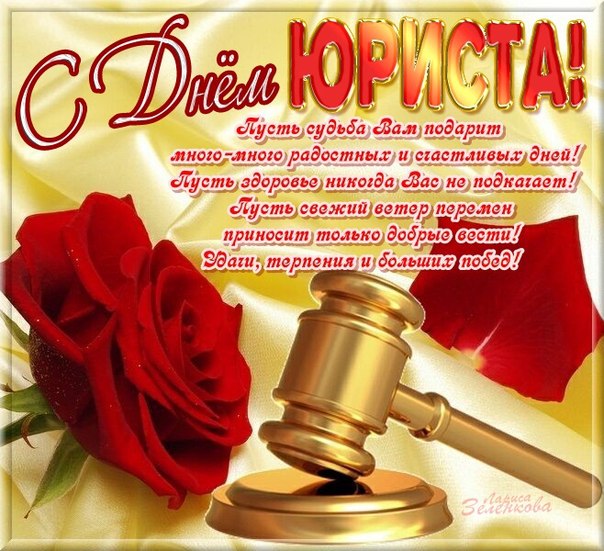 С Днём ЮРИСТА!
Пусть судьба Вам подарит
много-много радостных и счастливых дней!
Пусть здоровье никогда Вас не подкачает!
Пусть свежий ветер перемен
приносит только добрые вести!
Удачи, терпения и больших побед!
Лариса
Зеленкова